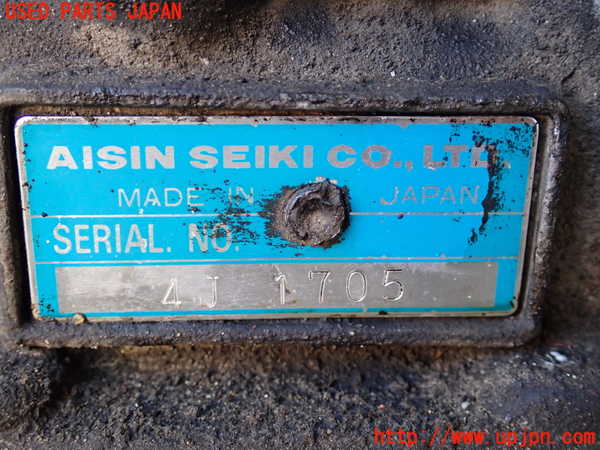 USED PARTS JAPAN
AISIN SEIKI CO., LTD.
MADE IN JAPAN
SERIAL. NO.
4J 1705
http://www.upjpn.com/